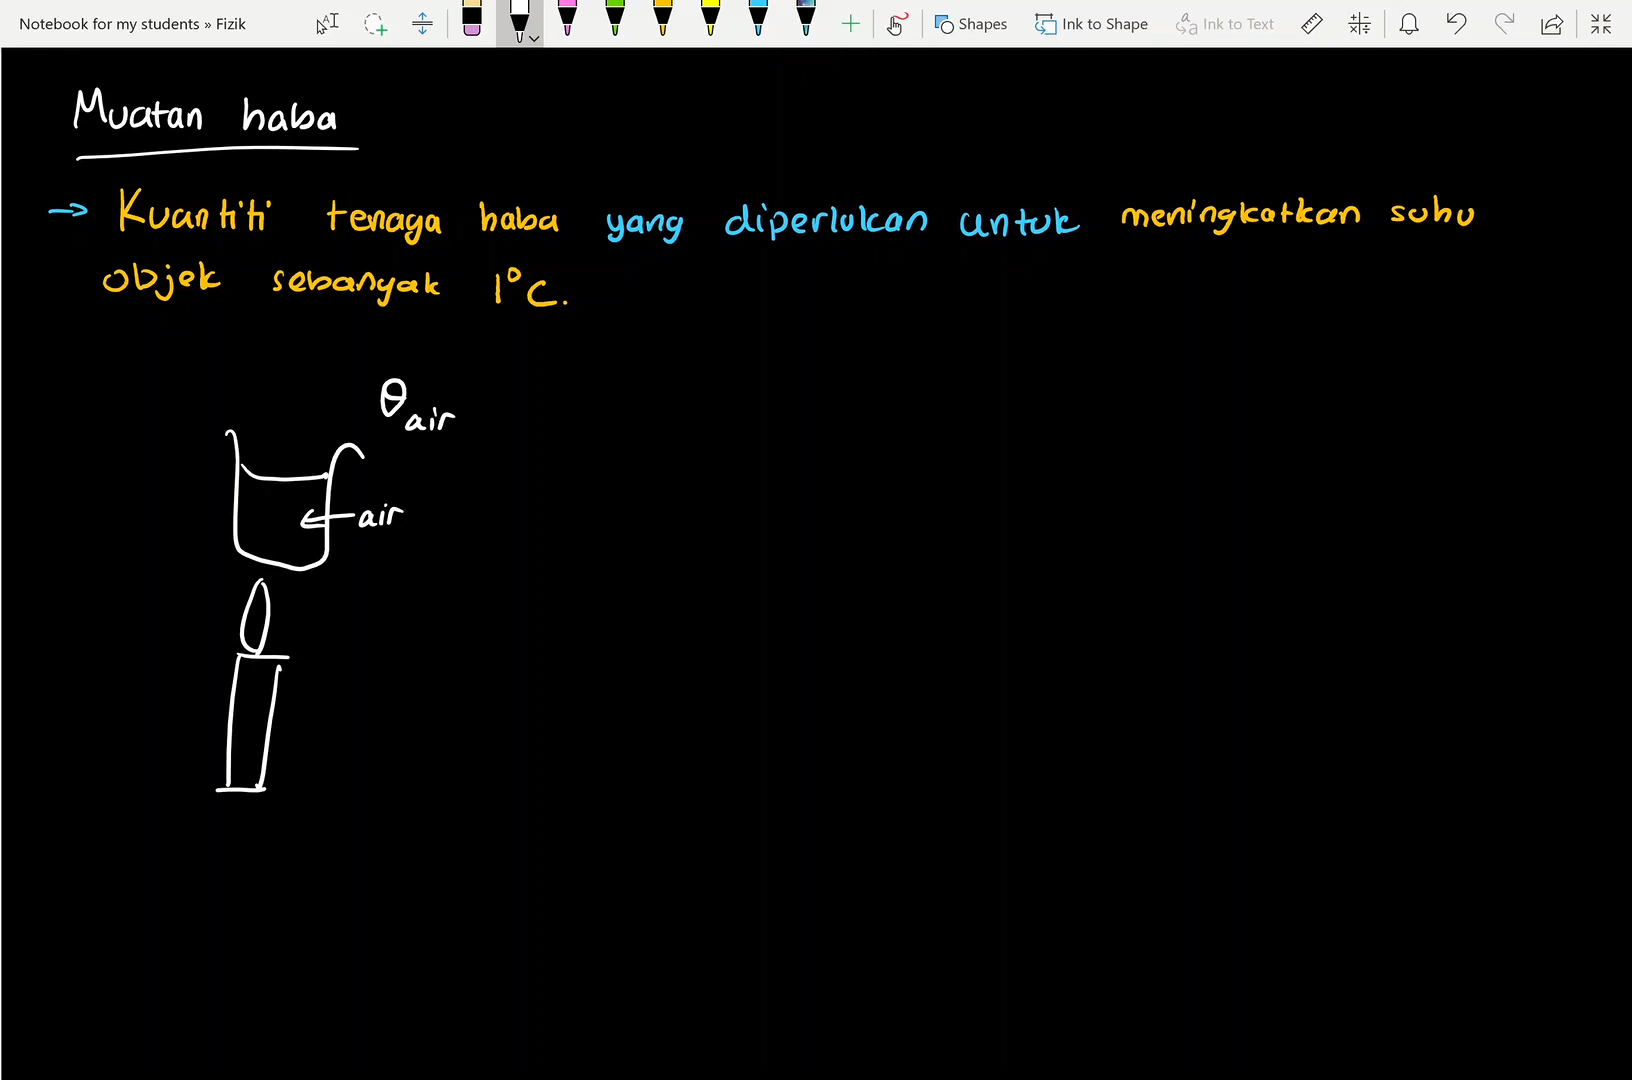 Notebook for my students » Fizik
Shapes
Ink to Shape
Ink to Text
Muatan haba
→ Kuantiti tenaga haba yang diperlukan untuk meningkatkan suhu
objek sebanyak 1°C.
θair
air